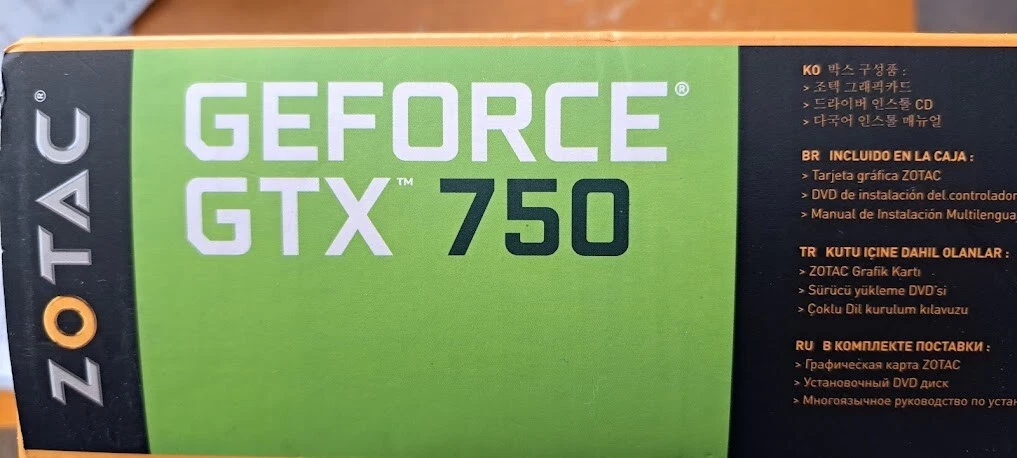 ZOTAC®
GEFORCE®
GTX™ 750
KO 박스 구성품 :
> 조텍 그래픽카드
> 드라이버 인스톨 CD
> 다국어 인스톨 매뉴얼
BR INCLUIDO EN LA CAJA :
> Tarjeta gráfica ZOTAC
> DVD de instalación del controlador
> Manual de Instalación Multilengua
TR KUTU IÇINE DAHIL OLANLAR :
> ZOTAC Grafik Kartı
> Sürücü yükleme DVD'si
> Çoklu Dil kurulum kılavuzu
RU В КОМПЛЕКТЕ ПОСТАВКИ :
> Графическая карта ZOTAC
> Установочный DVD диск
> Многоязычное руководство по уста